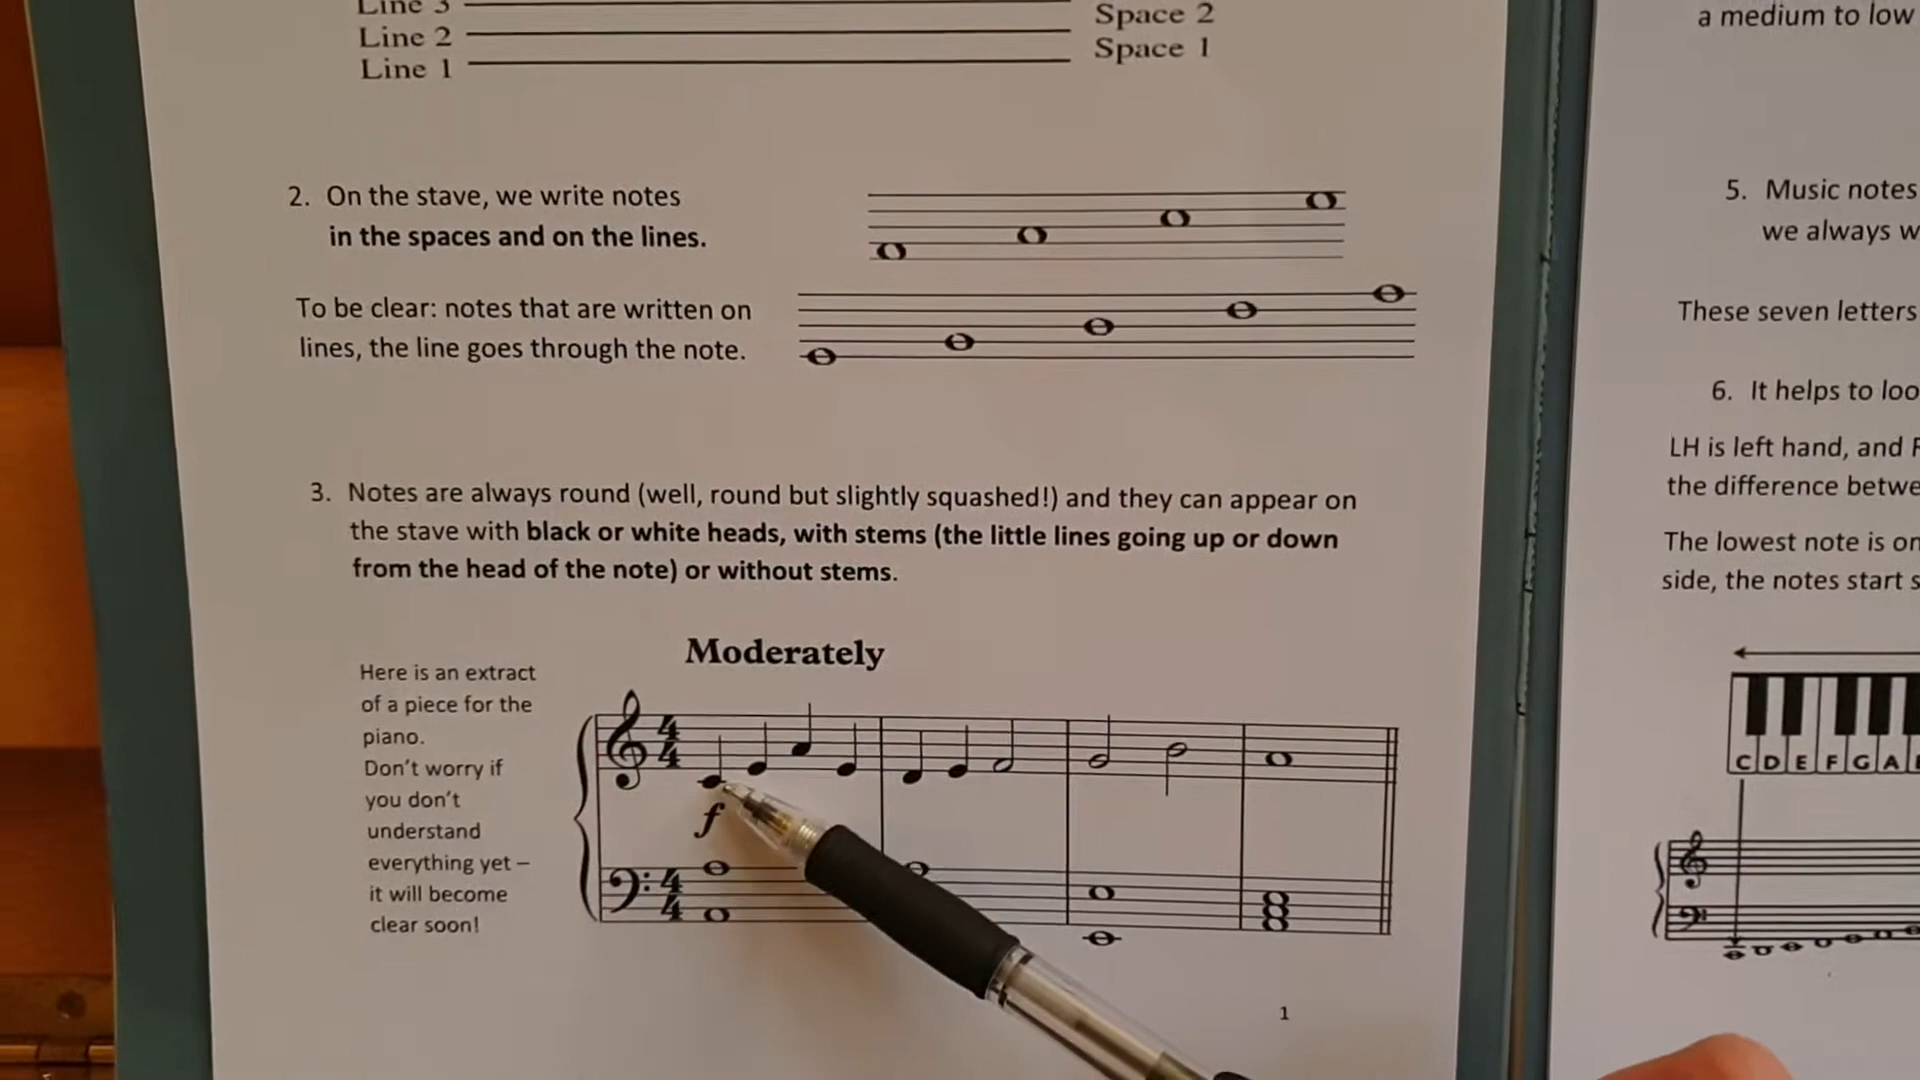 Line 3
Line 2
Line 1
Space 2
Space 1
2. On the stave, we write notes
in the spaces and on the lines.
To be clear: notes that are written on
lines, the line goes through the note.
3. Notes are always round (well, round but slightly squashed!) and they can appear on
the stave with black or white heads, with stems (the little lines going up or down
from the head of the note) or without stems.
Moderately
Here is an extract
of a piece for the
piano.
Don't worry if
you don't
understand
everything yet –
it will become
clear soon!
4
4
f
4
4
1
a medium to low
5. Music notes
we always w
These seven letters
6. It helps to loo
LH is left hand, and
the difference betwe
The lowest note is on
side, the notes start s
C D E F G A